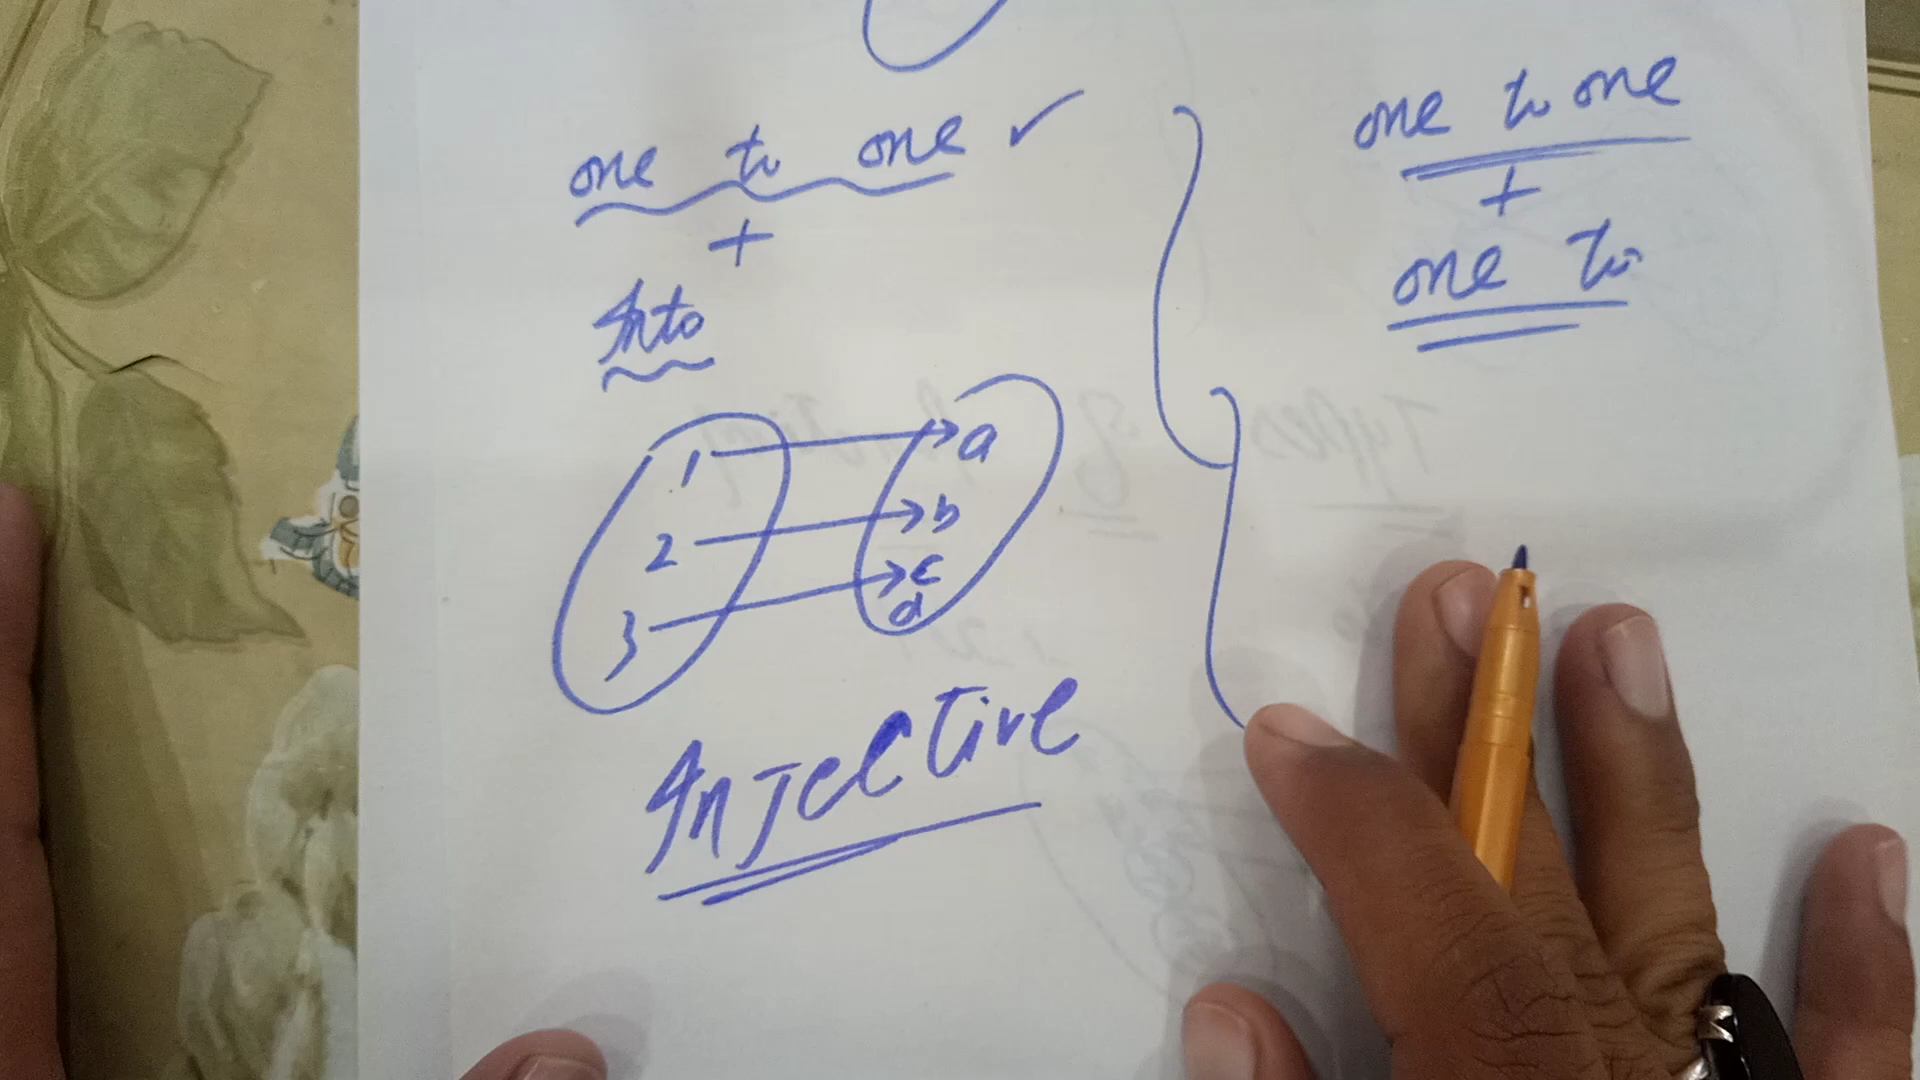 one to one ✓
+
Into
1 a
2 b
3 c
d
Injective
one to one
+
one to